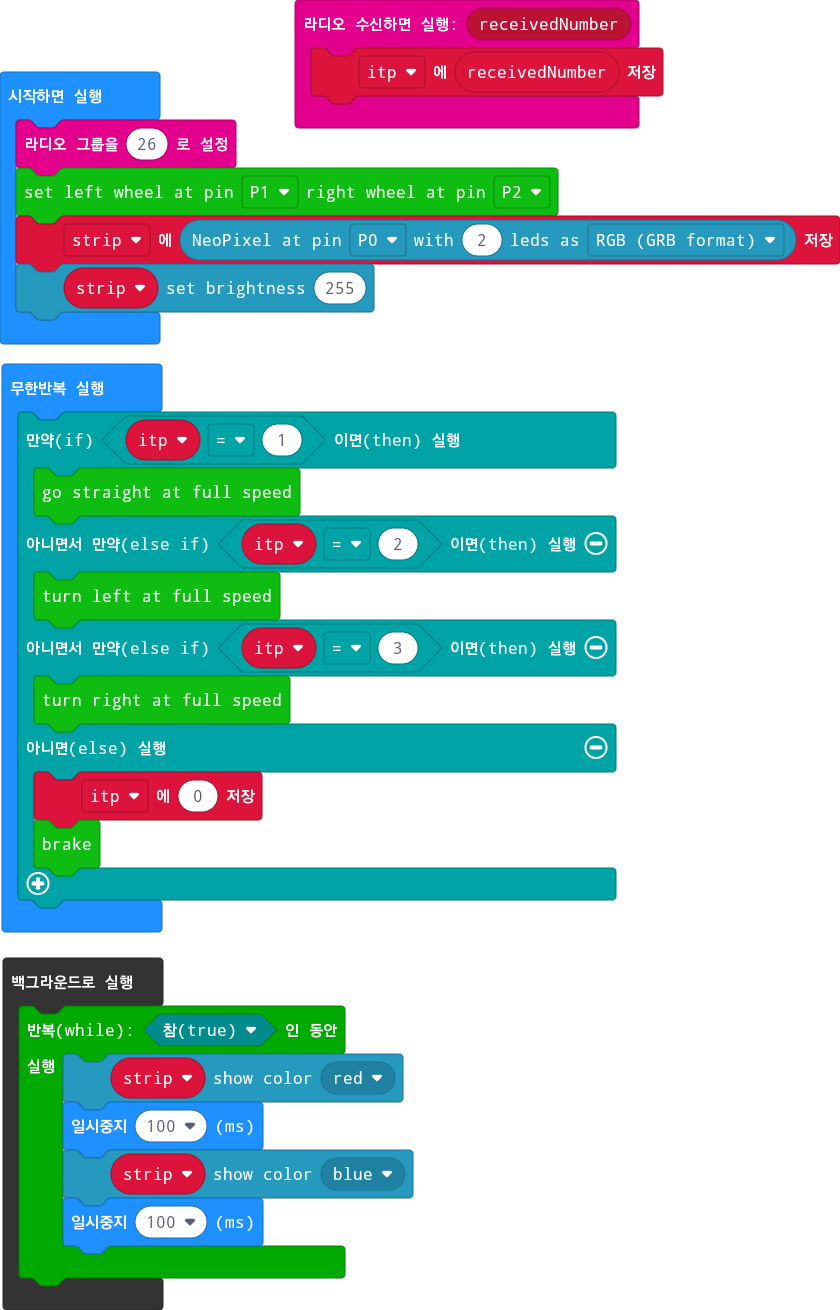 라디오 수신하면 실행: receivedNumber
itp 에 receivedNumber 저장
시작하면 실행
라디오 그룹을 26 로 설정
set left wheel at pin P1 right wheel at pin P2
strip 에 NeoPixel at pin P0 with 2 leds as RGB (GRB format) 저장
strip set brightness 255
무한반복 실행
만약(if) itp = 1 이면(then) 실행
go straight at full speed
아니면서 만약(else if) itp = 2 이면(then) 실행
turn left at full speed
아니면서 만약(else if) itp = 3 이면(then) 실행
turn right at full speed
아니면(else) 실행
itp 에 0 저장
brake
백그라운드로 실행
반복(while): 참(true) 인 동안
실행 strip show color red
일시중지 100 (ms)
strip show color blue
일시중지 100 (ms)